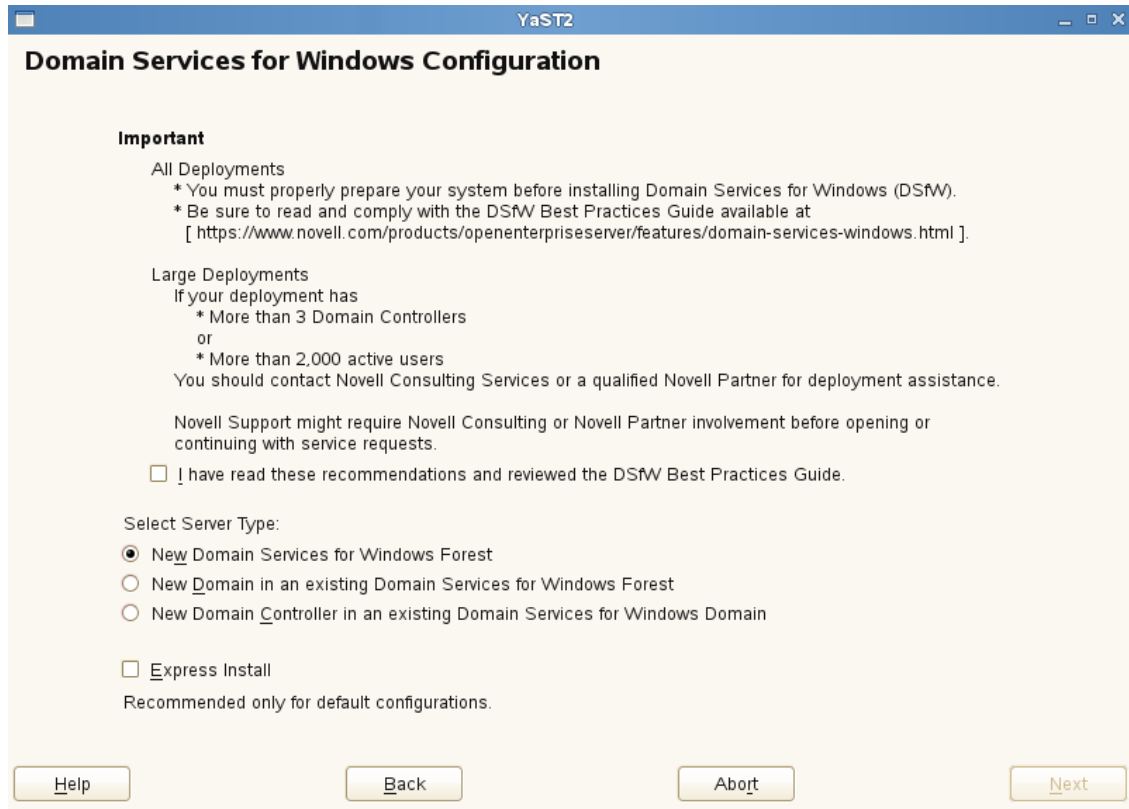 YaST2
Domain Services for Windows Configuration
Important
All Deployments
* You must properly prepare your system before installing Domain Services for Windows (DSfW).
* Be sure to read and comply with the DSfW Best Practices Guide available at
[ https://www.novell.com/products/openenterpriseserver/features/domain-services-windows.html ].
Large Deployments
If your deployment has
* More than 3 Domain Controllers
or
* More than 2,000 active users
You should contact Novell Consulting Services or a qualified Novell Partner for deployment assistance.
Novell Support might require Novell Consulting or Novell Partner involvement before opening or
continuing with service requests.
I have read these recommendations and reviewed the DSfW Best Practices Guide.
Select Server Type:
New Domain Services for Windows Forest
New Domain in an existing Domain Services for Windows Forest
New Domain Controller in an existing Domain Services for Windows Domain
Express Install
Recommended only for default configurations.
Help Back Abort Next